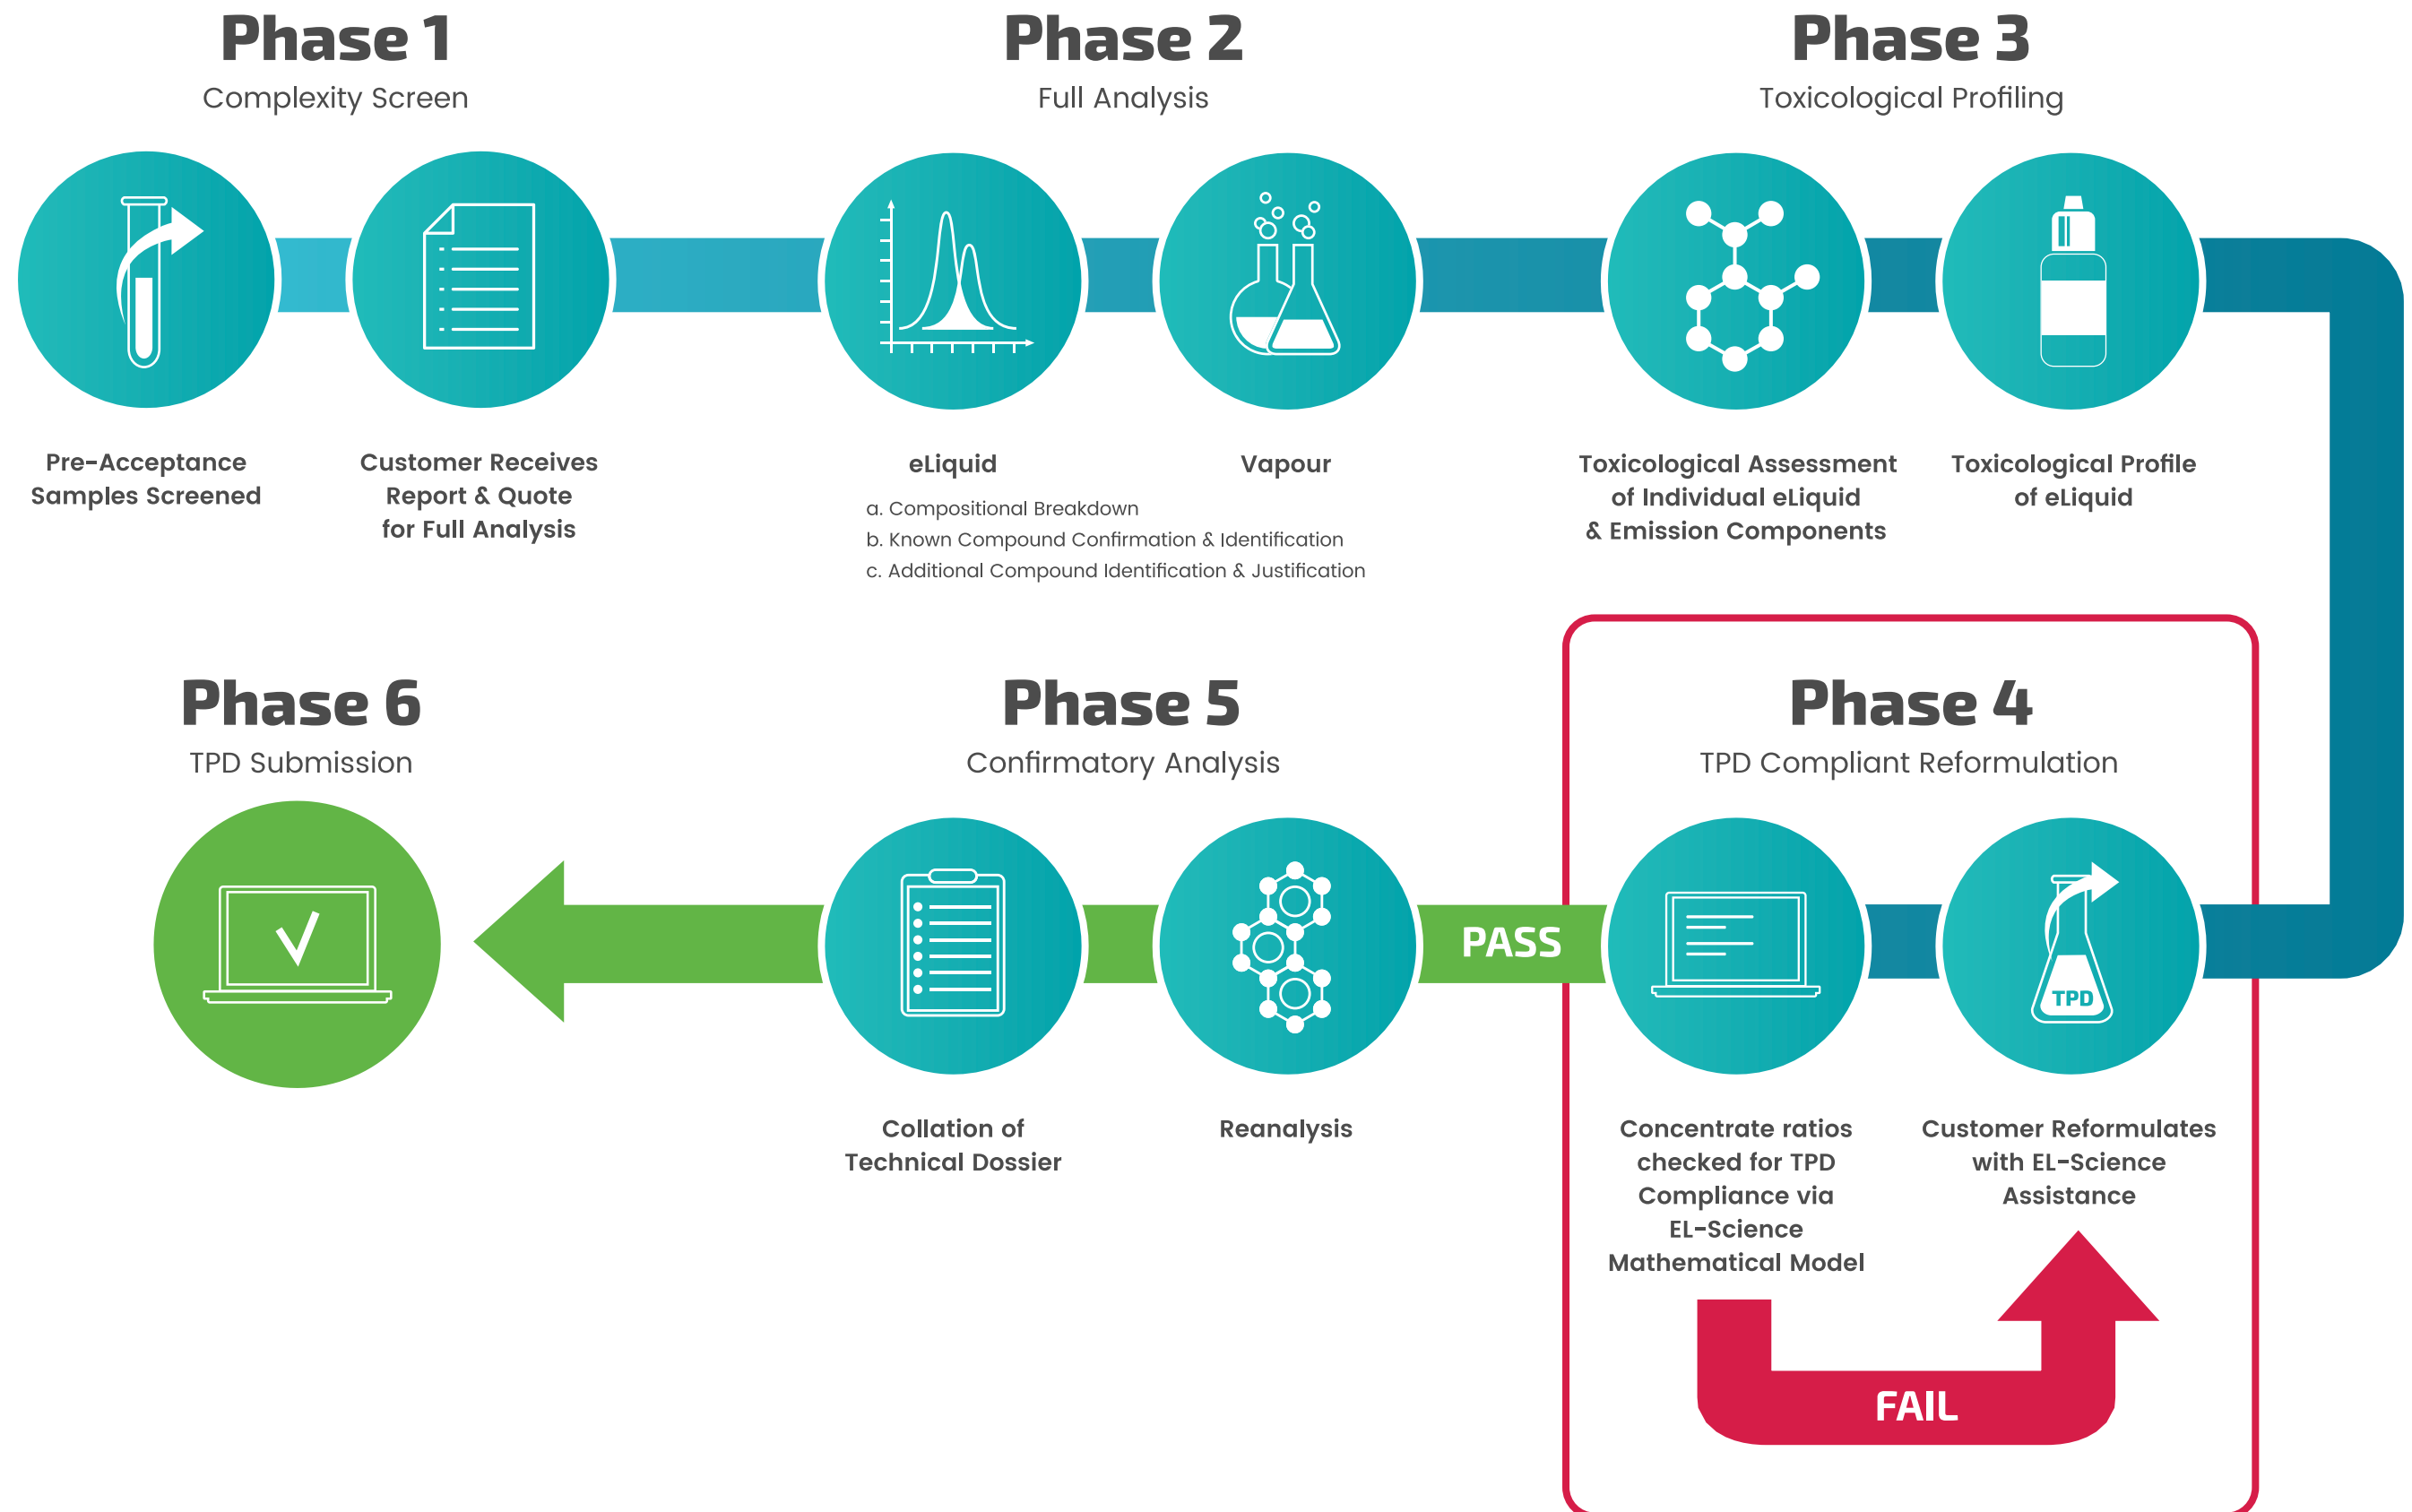 Phase 1
Complexity Screen
Pre-Acceptance
Samples Screened
Customer Receives
Report & Quote
for Full Analysis
Phase 2
Full Analysis
eLiquid
Vapour
a. Compositional Breakdown
b. Known Compound Confirmation & Identification
c. Additional Compound Identification & Justification
Phase 3
Toxicological Profiling
Toxicological Assessment
of Individual eLiquid
& Emission Components
Toxicological Profile
of eLiquid
Phase 4
TPD Compliant Reformulation
TPD
Customer Reformulates
with EL-Science
Assistance
Concentrate ratios
checked for TPD
Compliance via
EL-Science
Mathematical Model
FAIL
PASS
Phase 5
Confirmatory Analysis
Reanalysis
Collation of
Technical Dossier
Phase 6
TPD Submission